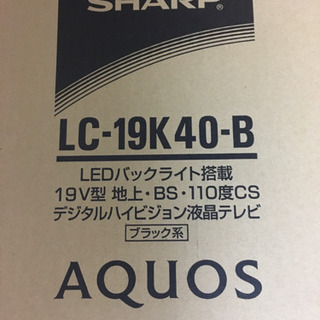 SHARP®
LC-19K40-B
LEDバックライト搭載
19V型 地上・BS・110度CS
デジタルハイビジョン液晶テレビ
ブラック系
AQUOS